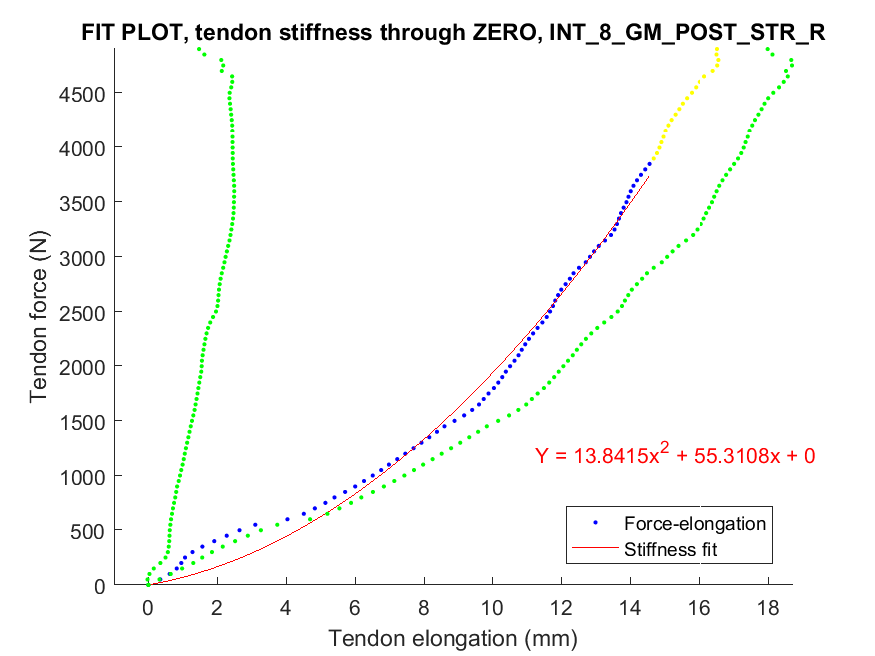 FIT PLOT, tendon stiffness through ZERO, INT_8_GM_POST_STR_R
4500
4000
3500
3000
2500
2000
1500
1000
500
0
Tendon force (N)
Y = 13.8415x² + 55.3108x + 0
Force-elongation
Stiffness fit
0 2 4 6 8 10 12 14 16 18
Tendon elongation (mm)